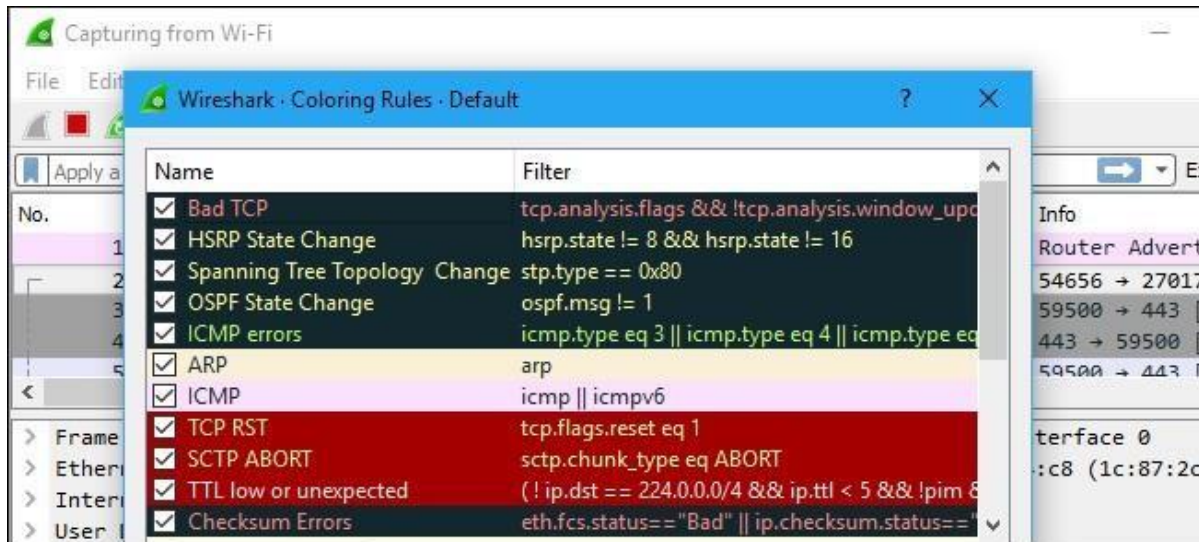 Capturing from Wi-Fi
File Edit
Wireshark · Coloring Rules · Default ? ×
Apply a
Name Filter
No. Info
Bad TCP tcp.analysis.flags && !tcp.analysis.window_upd
1 HSRP State Change hsrp.state != 8 && hsrp.state != 16 Router Advert
2 Spanning Tree Topology Change stp.type == 0x80 54656 → 27017
3 OSPF State Change ospf.msg != 1 59500 → 443
4 ICMP errors icmp.type eq 3 || icmp.type eq 4 || icmp.type eq 443 → 59500
5 ARP arp 59500 → 443
ICMP icmp || icmpv6
Frame TCP RST tcp.flags.reset eq 1 terface 0
Ether SCTP ABORT sctp.chunk_type eq ABORT :c8 (1c:87:2c
Inter TTL low or unexpected ( ! ip.dst == 224.0.0.0/4 && ip.ttl < 5 && !pim &
User Checksum Errors eth.fcs.status=="Bad" || ip.checksum.status=="